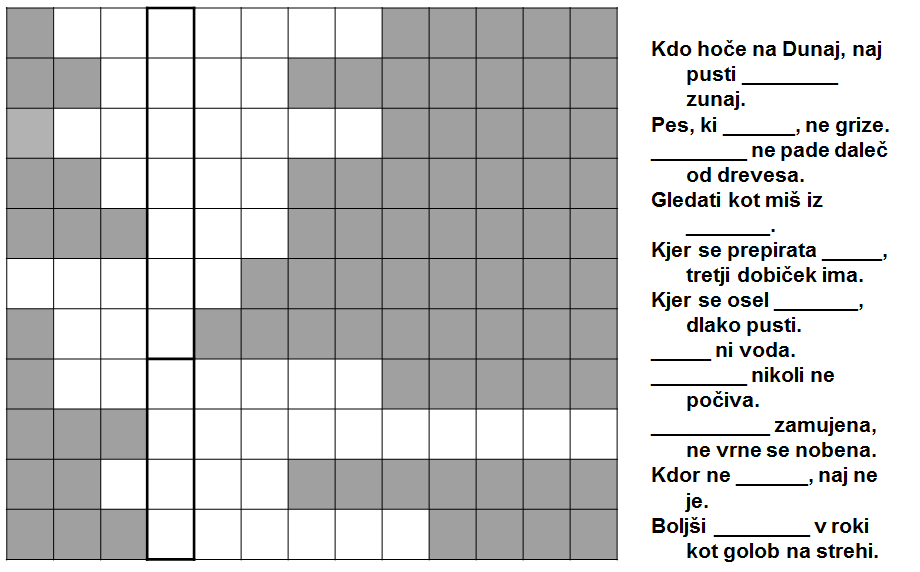 Kdo hoče na Dunaj, naj
pusti ________
zunaj.
Pes, ki ______, ne grize.
________ ne pade daleč
od drevesa.
Gledati kot miš iz
_______.
Kjer se prepirata _____,
tretji dobiček ima.
Kjer se osel _______,
dlako pusti.
_____ ni voda.
________ nikoli ne
počiva.
__________ zamujena,
ne vrne se nobena.
Kdor ne ______, naj ne
je.
Boljši ________ v roki
kot golob na strehi.